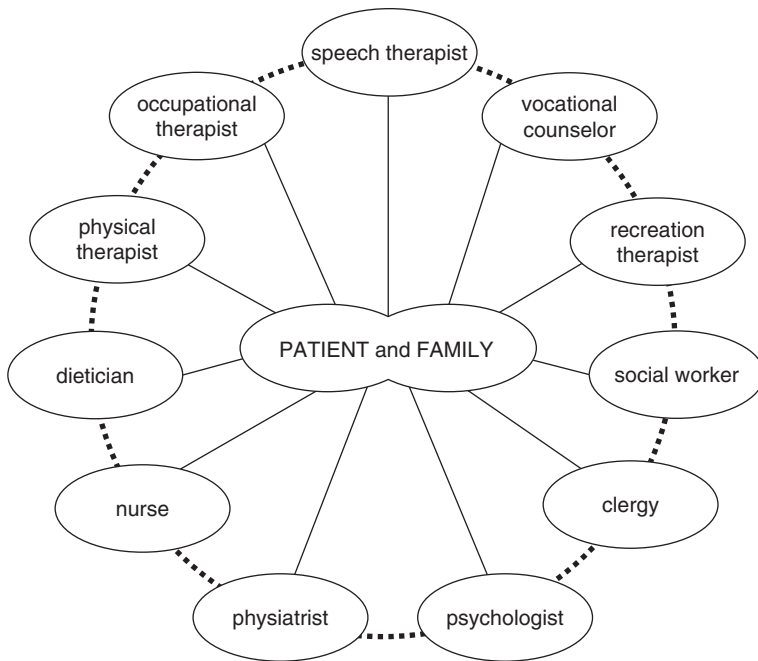 speech therapist
occupational
therapist
vocational
counselor
physical
therapist
recreation
therapist
PATIENT and FAMILY
dietician
social worker
nurse
clergy
physiatrist
psychologist